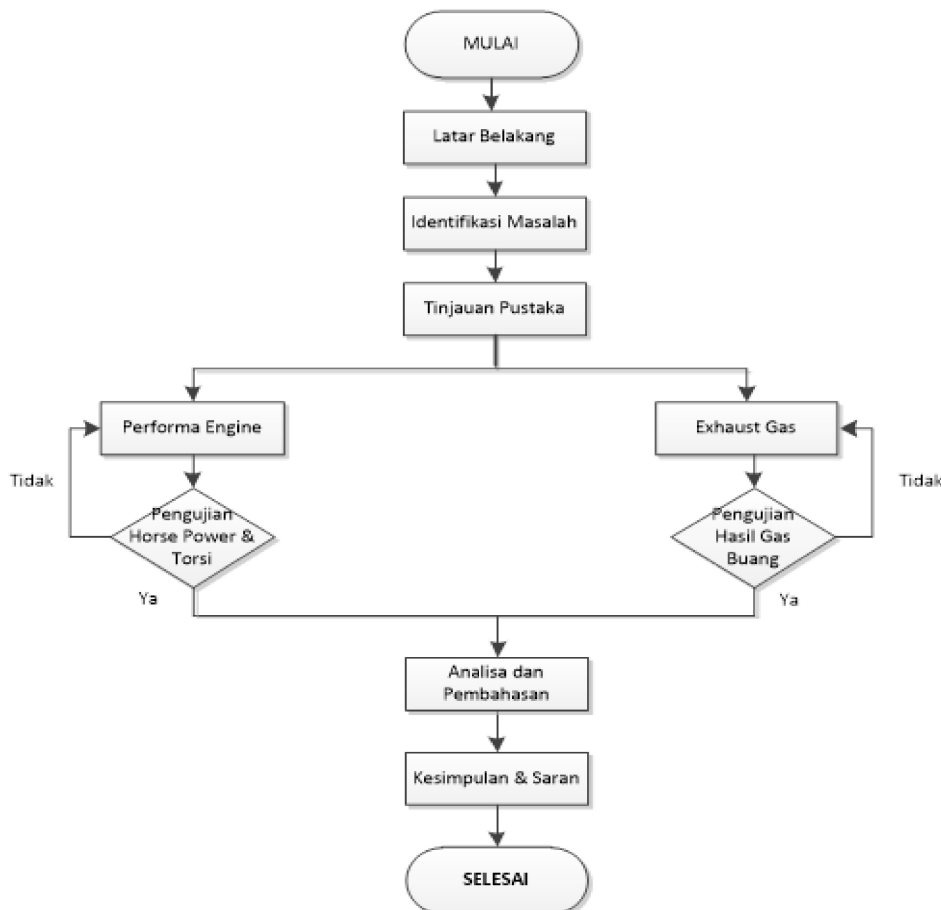 MULAI
Latar Belakang
Identifikasi Masalah
Tinjauan Pustaka
Performa Engine
Exhaust Gas
Tidak
Tidak
Pengujian
Horse Power &
Torsi
Pengujian
Hasil Gas
Buang
Ya
Ya
Analisa dan
Pembahasan
Kesimpulan & Saran
SELESAI